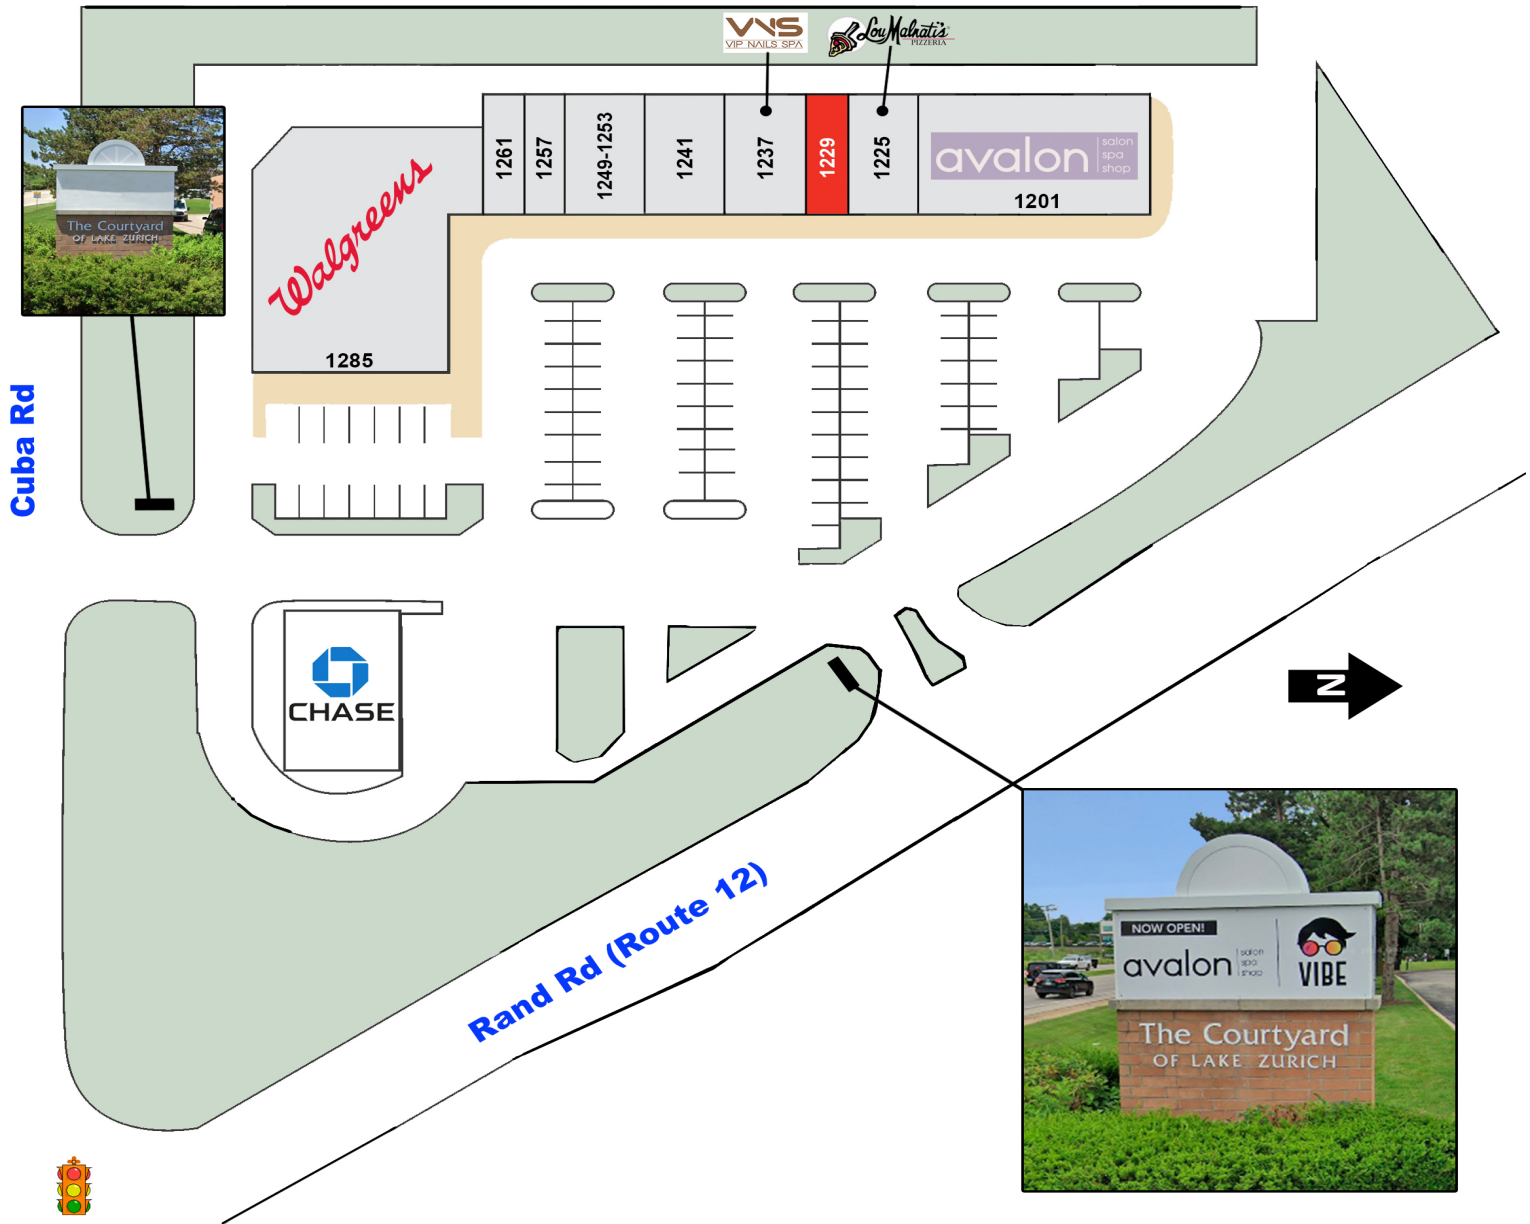 VNS
VIP NAILS SPA
Lou Malnati's
PIZZERIA
The Courtyard
OF LAKE ZURICH
1261
1257
1249-1253
1241
1237
1229
1225
avalon
salon
spa
shop
1201
Walgreens
1285
Cuba Rd
CHASE
N
Rand Rd (Route 12)
NOW OPEN!
avalon
salon
spa
shop
VIBE
The Courtyard
OF LAKE ZURICH